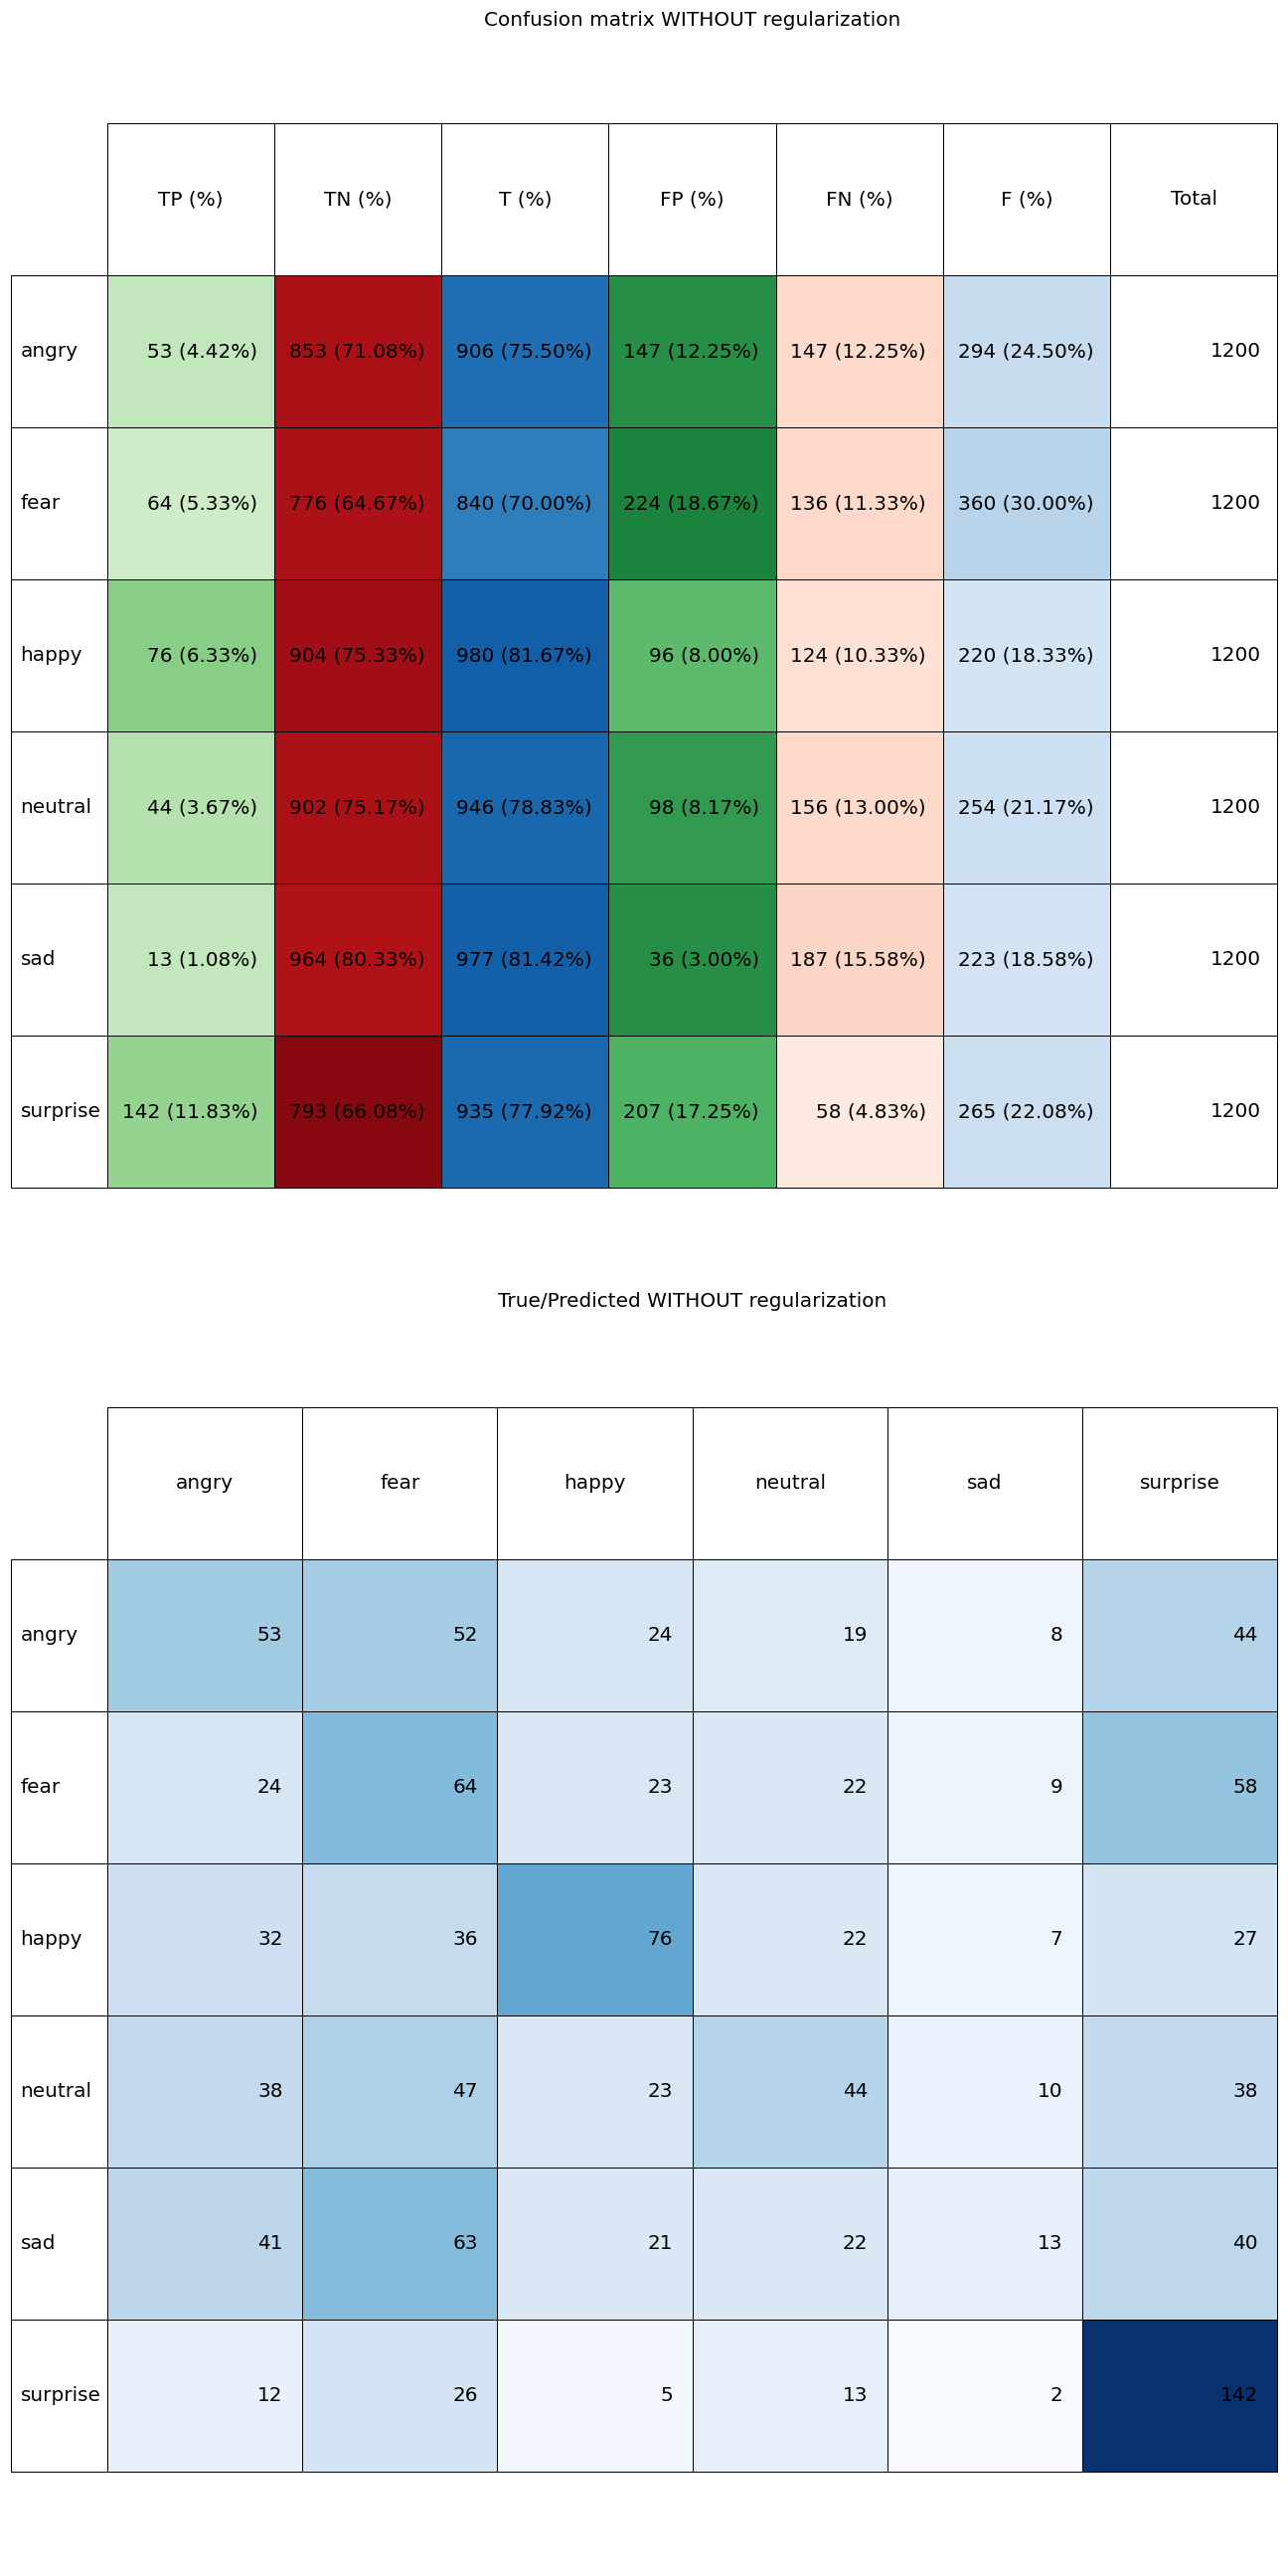 Confusion matrix WITHOUT regularization
TP (%) TN (%) T (%) FP (%) FN (%) F (%) Total
angry 53 (4.42%) 853 (71.08%) 906 (75.50%) 147 (12.25%) 147 (12.25%) 294 (24.50%) 1200
fear 64 (5.33%) 776 (64.67%) 840 (70.00%) 224 (18.67%) 136 (11.33%) 360 (30.00%) 1200
happy 76 (6.33%) 904 (75.33%) 980 (81.67%) 96 (8.00%) 124 (10.33%) 220 (18.33%) 1200
neutral 44 (3.67%) 902 (75.17%) 946 (78.83%) 98 (8.17%) 156 (13.00%) 254 (21.17%) 1200
sad 13 (1.08%) 964 (80.33%) 977 (81.42%) 36 (3.00%) 187 (15.58%) 223 (18.58%) 1200
surprise 142 (11.83%) 793 (66.08%) 935 (77.92%) 207 (17.25%) 58 (4.83%) 265 (22.08%) 1200
True/Predicted WITHOUT regularization
angry fear happy neutral sad surprise
angry 53 52 24 19 8 44
fear 24 64 23 22 9 58
happy 32 36 76 22 7 27
neutral 38 47 23 44 10 38
sad 41 63 21 22 13 40
surprise 12 26 5 13 2 142